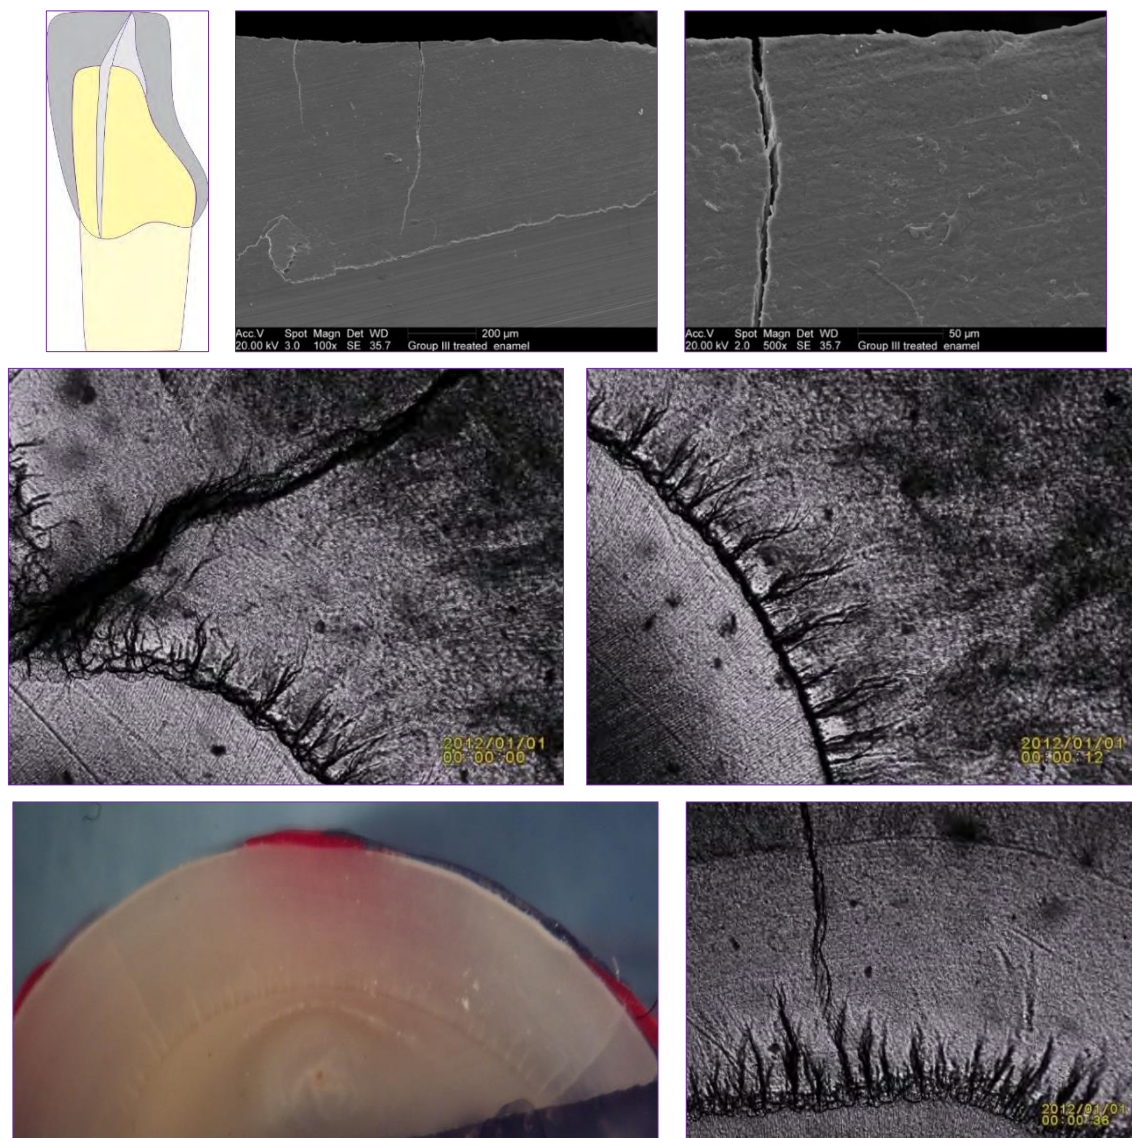 Acc.V Spot Magn Det WD 200 µm
20.00 kV 3.0 100x SE 35.7 Group III treated enamel
Acc.V Spot Magn Det WD 50 µm
20.00 kV 2.0 500x SE 35.7 Group III treated enamel
2012/01/01
00:00:00
2012/01/01
00:00:12
2012/01/01
00:00:36